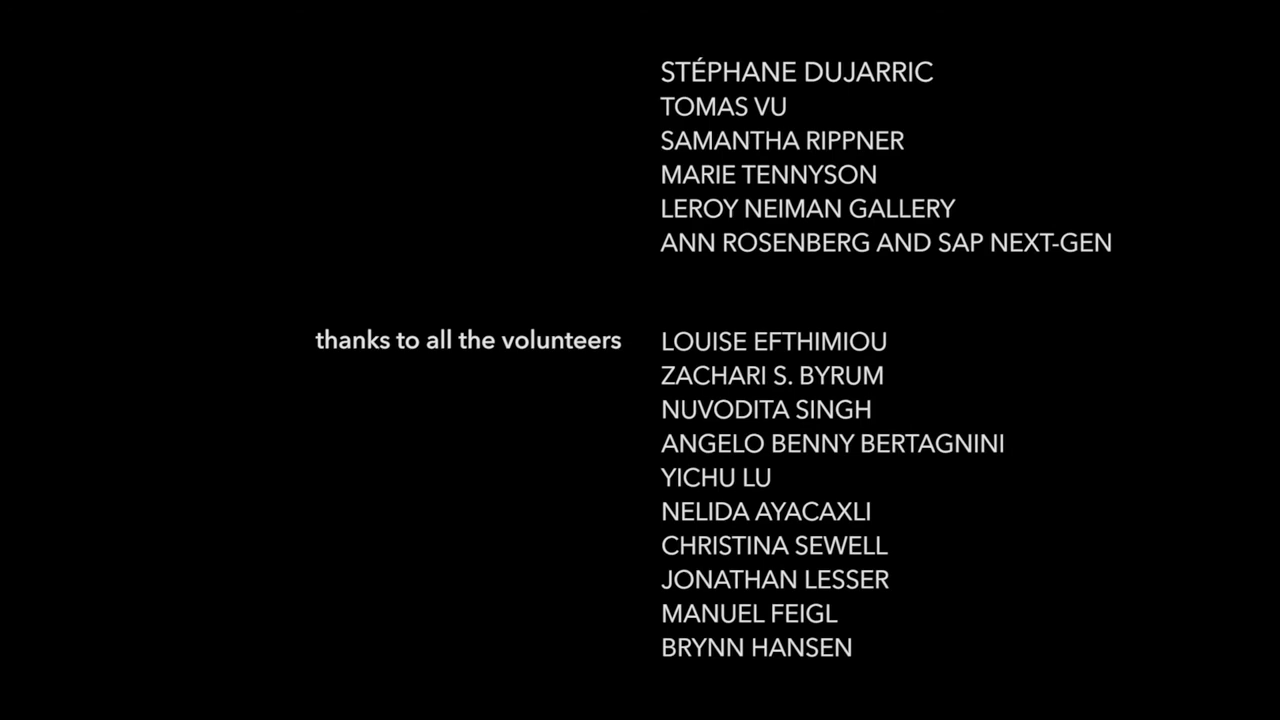 STÉPHANE DUJARRIC
TOMAS VU
SAMANTHA RIPPNER
MARIE TENNYSON
LEROY NEIMAN GALLERY
ANN ROSENBERG AND SAP NEXT-GEN
thanks to all the volunteers LOUISE EFTHIMIOU
ZACHARI S. BYRUM
NUVODITA SINGH
ANGELO BENNY BERTAGNINI
YICHU LU
NELIDA AYACAXLI
CHRISTINA SEWELL
JONATHAN LESSER
MANUEL FEIGL
BRYNN HANSEN